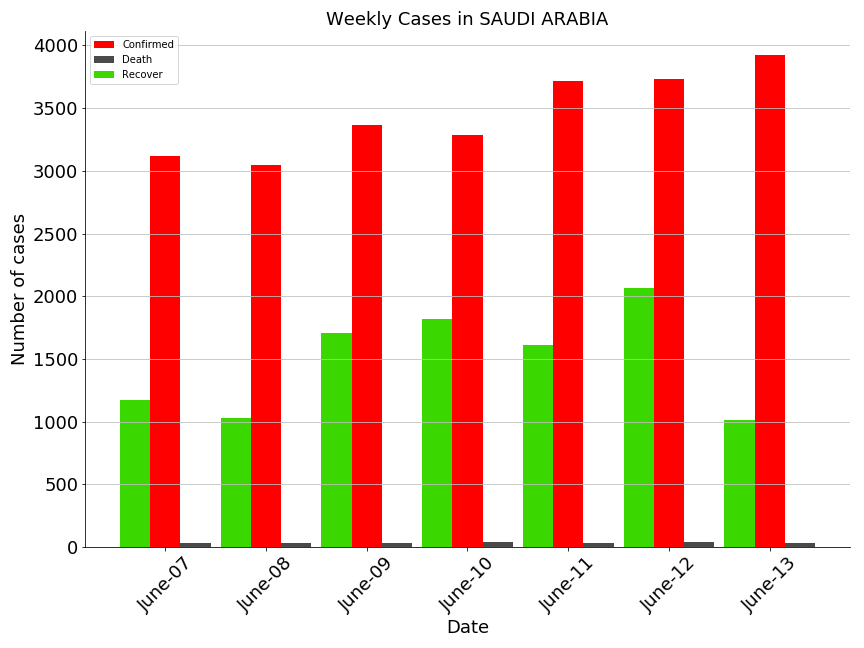 Weekly Cases in SAUDI ARABIA
Confirmed
Death
Recover
Number of cases
4000
3500
3000
2500
2000
1500
1000
500
0
June-07
June-08
June-09
June-10
June-11
June-12
June-13
Date